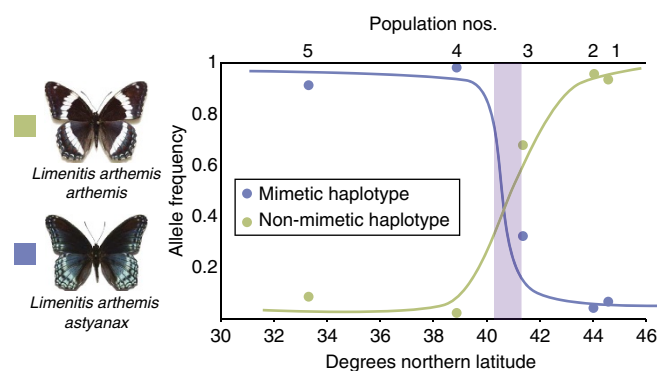 Population nos.
5 4 3 2 1
1
0.8
0.6
0.4
0.2
Allele frequency
Mimetic haplotype
Non-mimetic haplotype
30 32 34 36 38 40 42 44 46
Degrees northern latitude
Limenitis arthemis
arthemis
Limenitis arthemis
astyanax